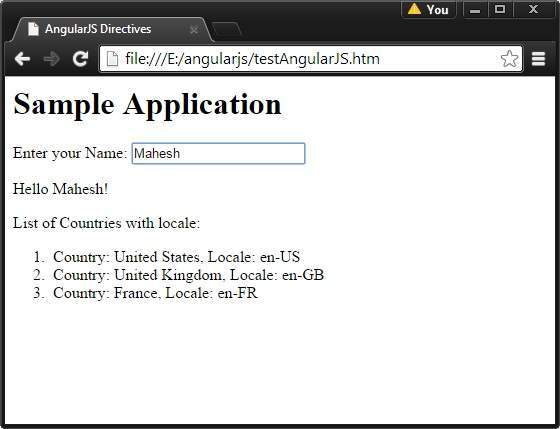 You
AngularJS Directives
file:///E:/angularjs/testAngularJS.htm
Sample Application
Enter your Name: Mahesh
Hello Mahesh!
List of Countries with locale:
1. Country: United States, Locale: en-US
2. Country: United Kingdom, Locale: en-GB
3. Country: France, Locale: en-FR